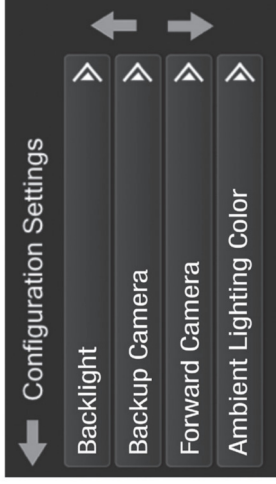 Configuration Settings
Backlight
Backup Camera
Forward Camera
Ambient Lighting Color